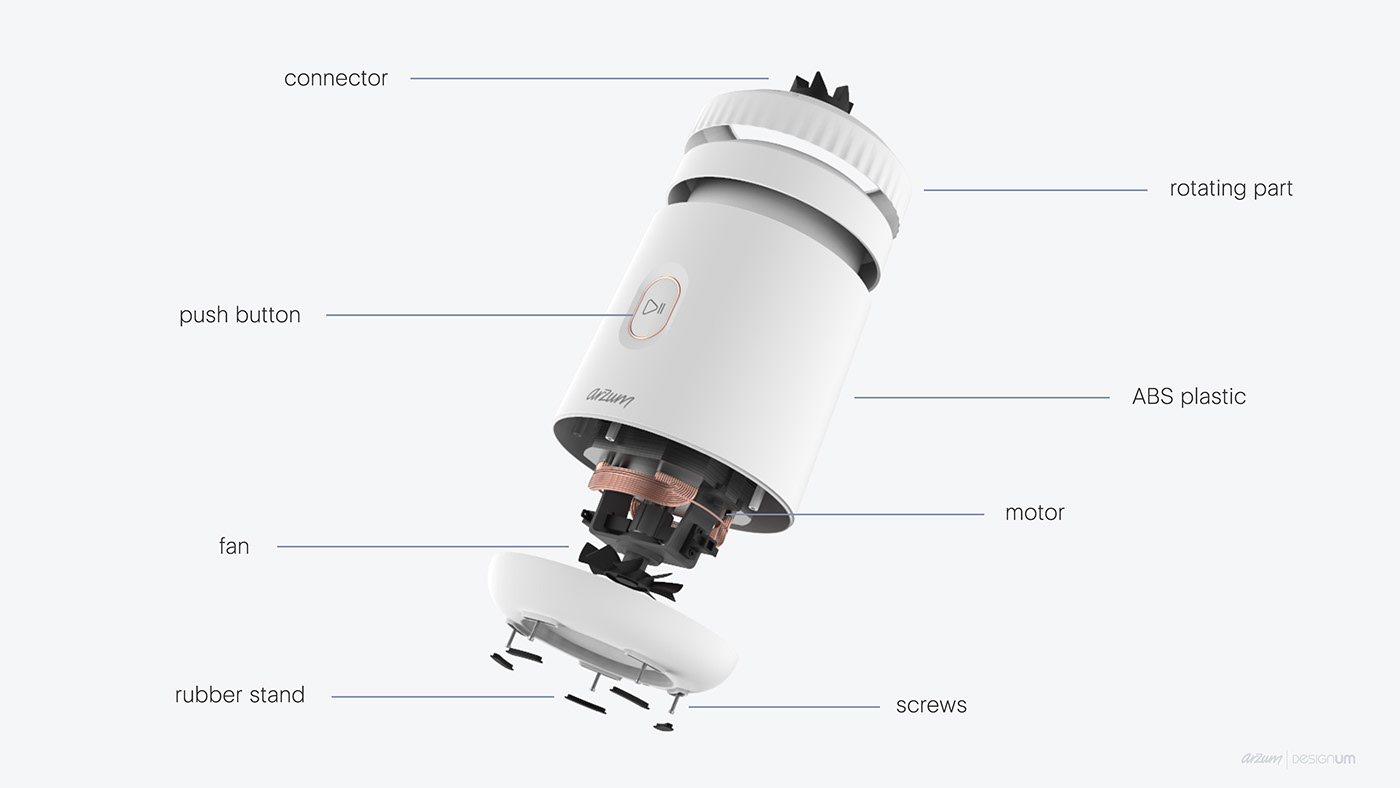 connector
rotating part
push button
ABS plastic
arzum
motor
fan
rubber stand
screws
arzum | DESIGNUM